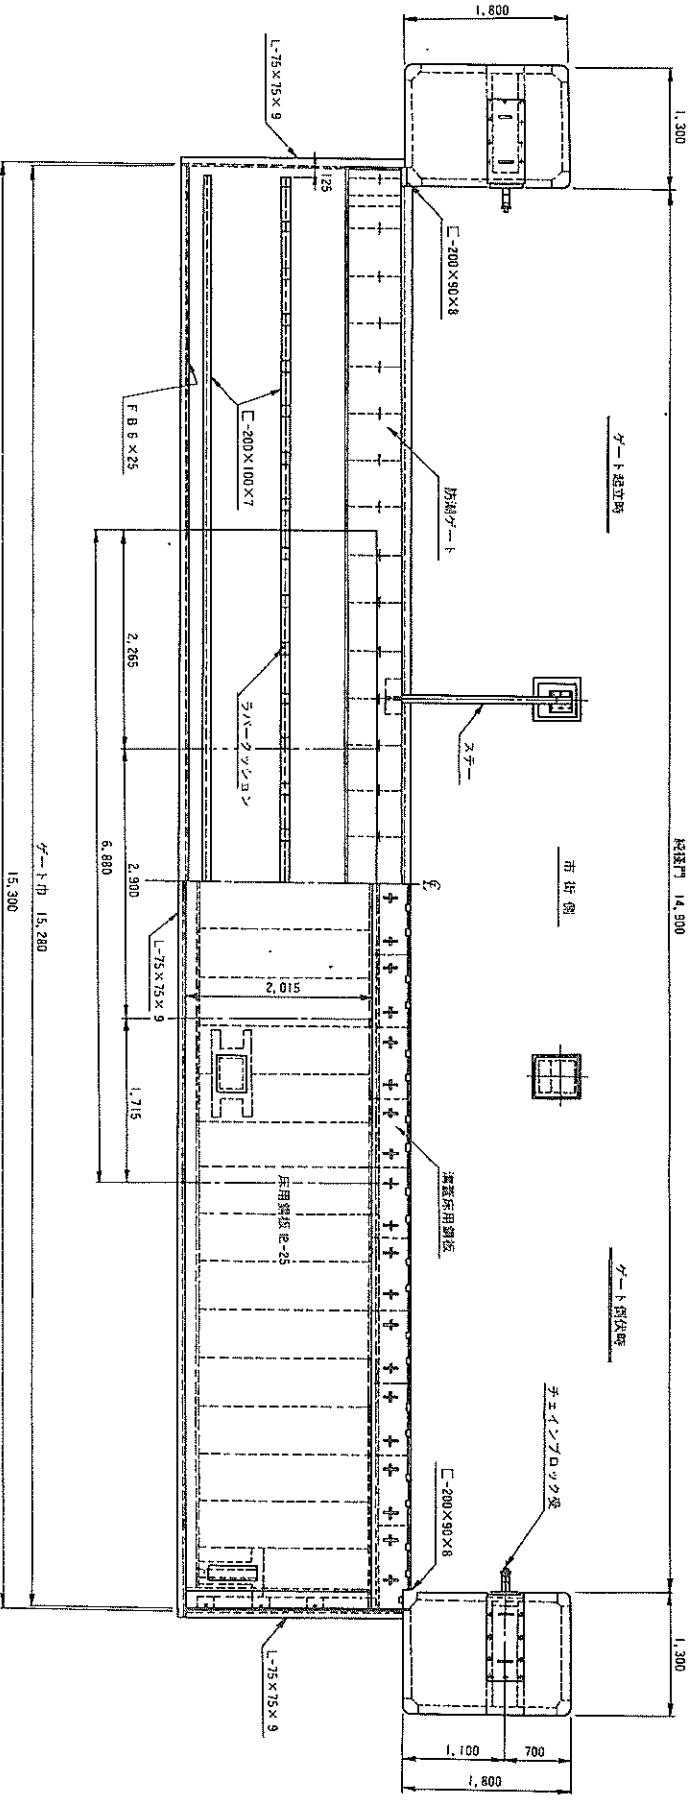 1,800
1,300
L-75×75×9
125
[-200×90×8
ゲート起立時
防潮ゲート
[-200×100×7
F B 6×25
ラバークッション
ステー
2,265
2,900
6,880
1,715
ゲート巾 15,280
15,300
純径間 14,900
市街側
℄
L-75×75×9
2,015
溝蓋床用鋼板
床用鋼板 PL-25
ゲート倒伏時
チェインブロック受
[-200×90×8
L-75×75×9
1,300
1,100
700
1,800